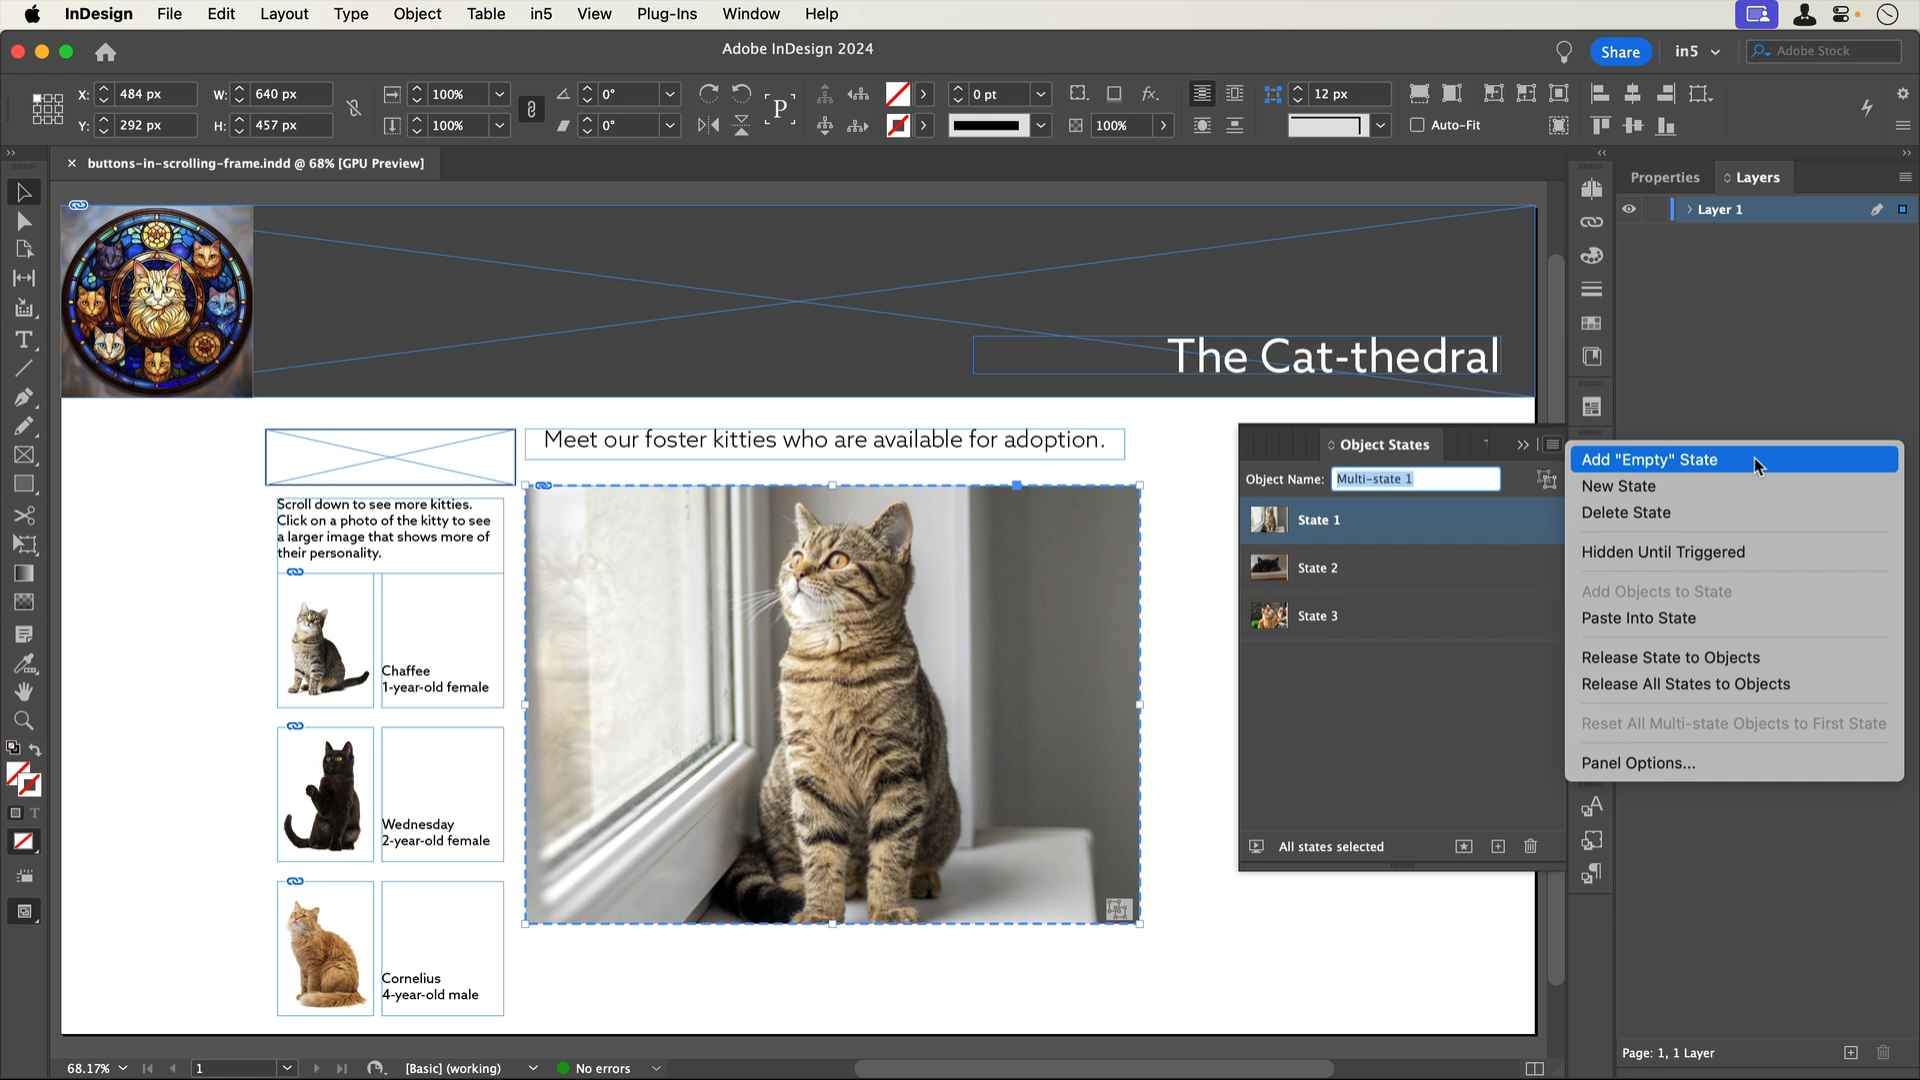 InDesign File Edit Layout Type Object Table in5 View Plug-Ins Window Help
Adobe InDesign 2024
Share
in5
Adobe Stock
X: 484 px
W: 640 px
100%
0°
P
0 pt
fx.
12 px
Y: 292 px
H: 457 px
100%
0°
100%
Auto-Fit
× buttons-in-scrolling-frame.indd @ 68% [GPU Preview]
Properties
Layers
Layer 1
The Cat-thedral
Meet our foster kitties who are available for adoption.
Scroll down to see more kitties.
Click on a photo of the kitty to see
a larger image that shows more of
their personality.
Chaffee
1-year-old female
Wednesday
2-year-old female
Cornelius
4-year-old male
Object States
Object Name: Multi-state 1
State 1
State 2
State 3
All states selected
Add "Empty" State
New State
Delete State
Hidden Until Triggered
Add Objects to State
Paste Into State
Release State to Objects
Release All States to Objects
Reset All Multi-state Objects to First State
Panel Options...
68.17%
1
[Basic] (working)
No errors
Page: 1, 1 Layer